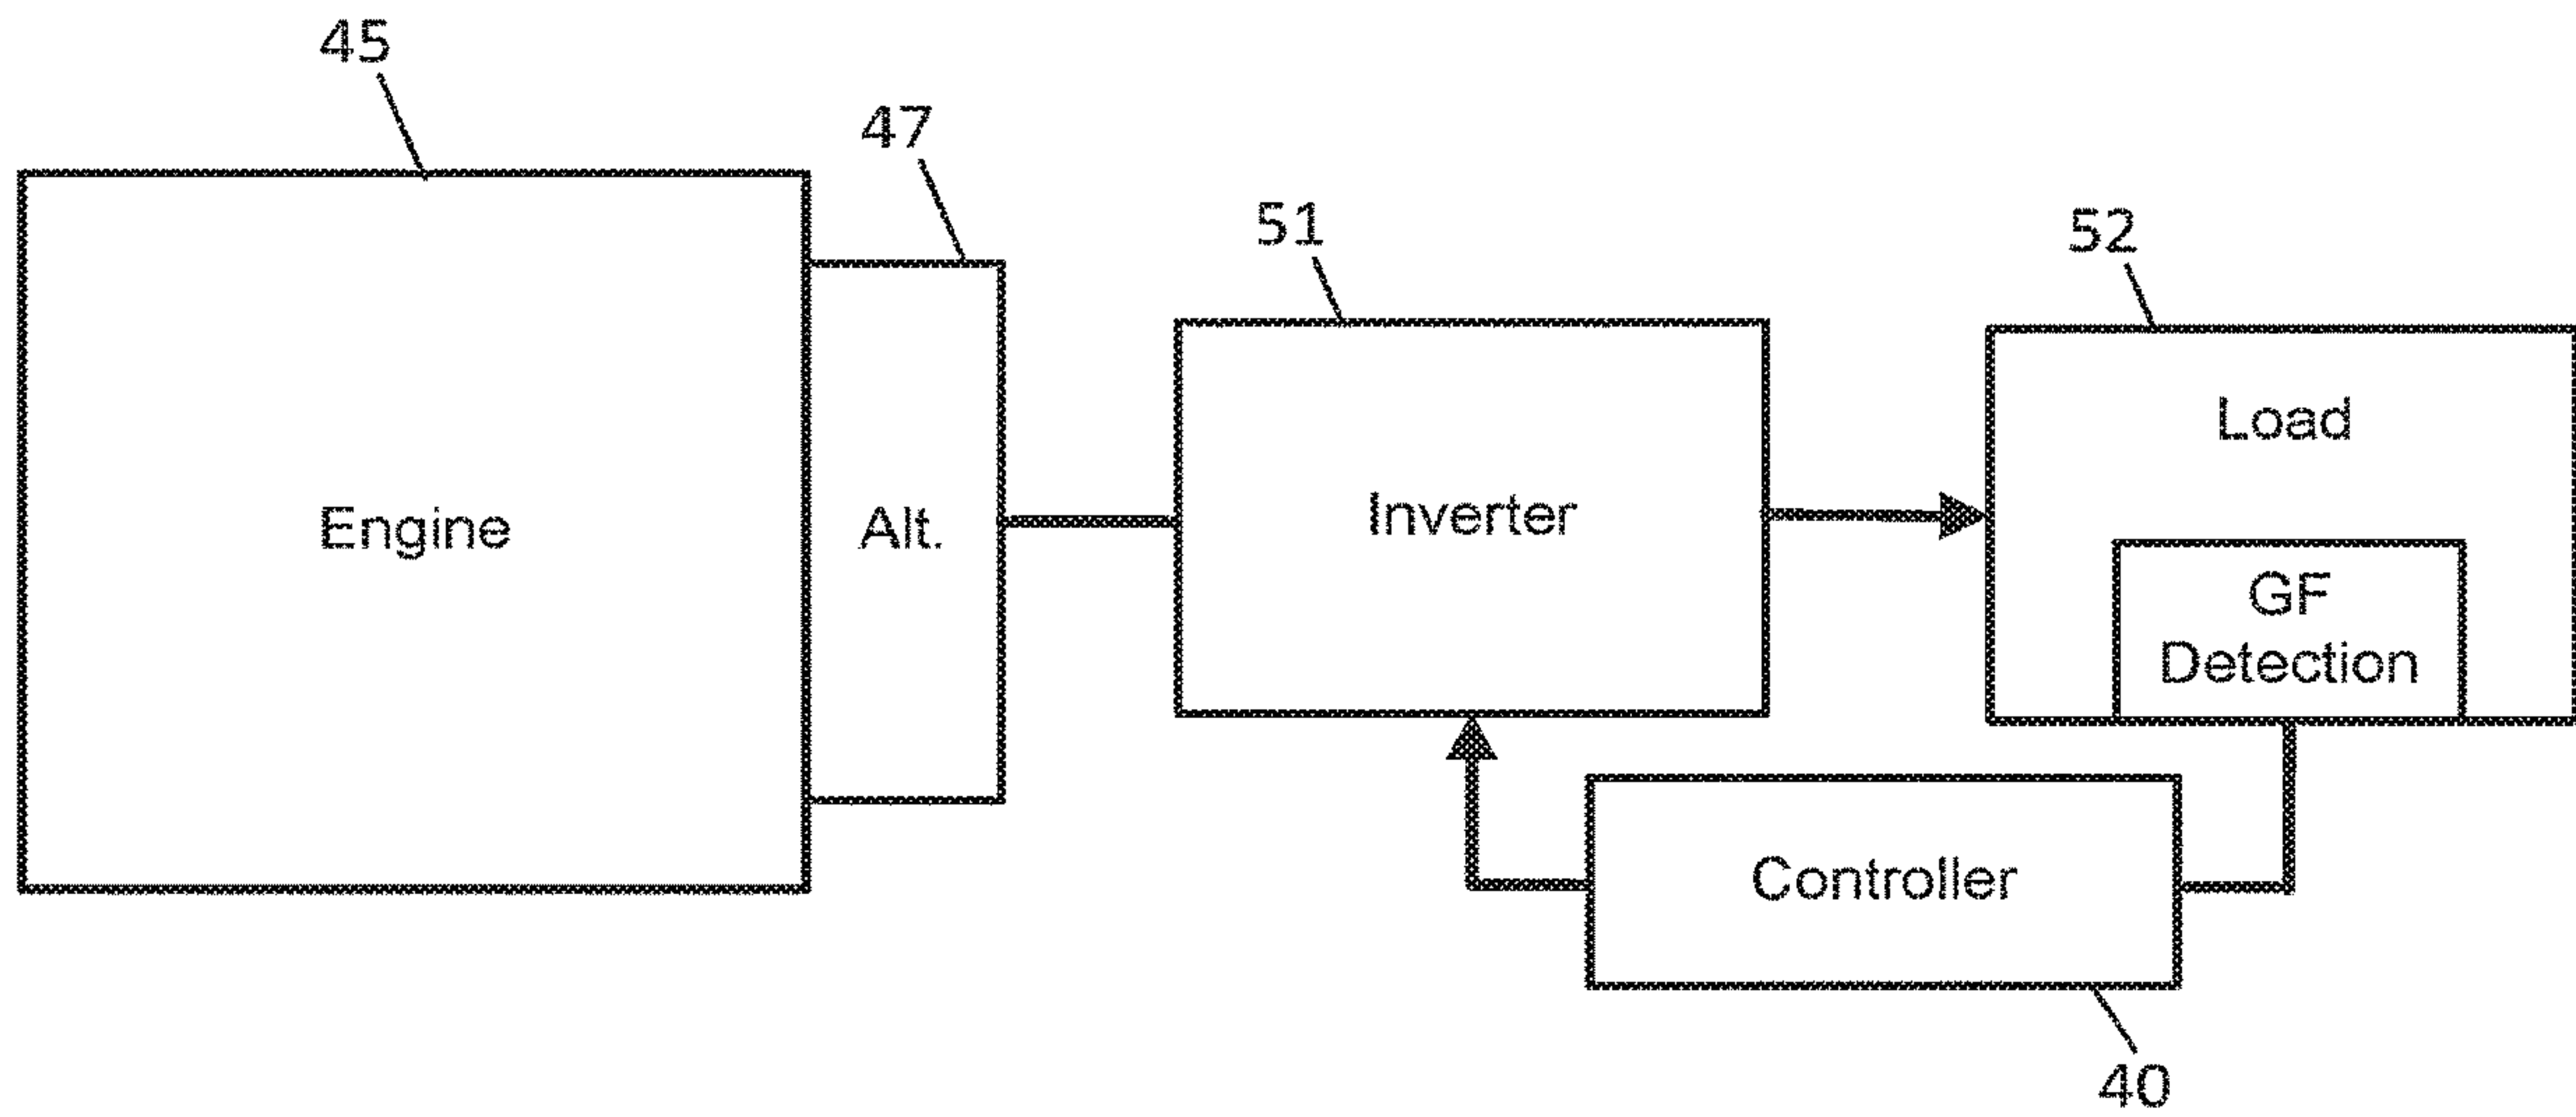 45
47
51
52
Engine
Alt.
Inverter
Load
GF
Detection
Controller
40